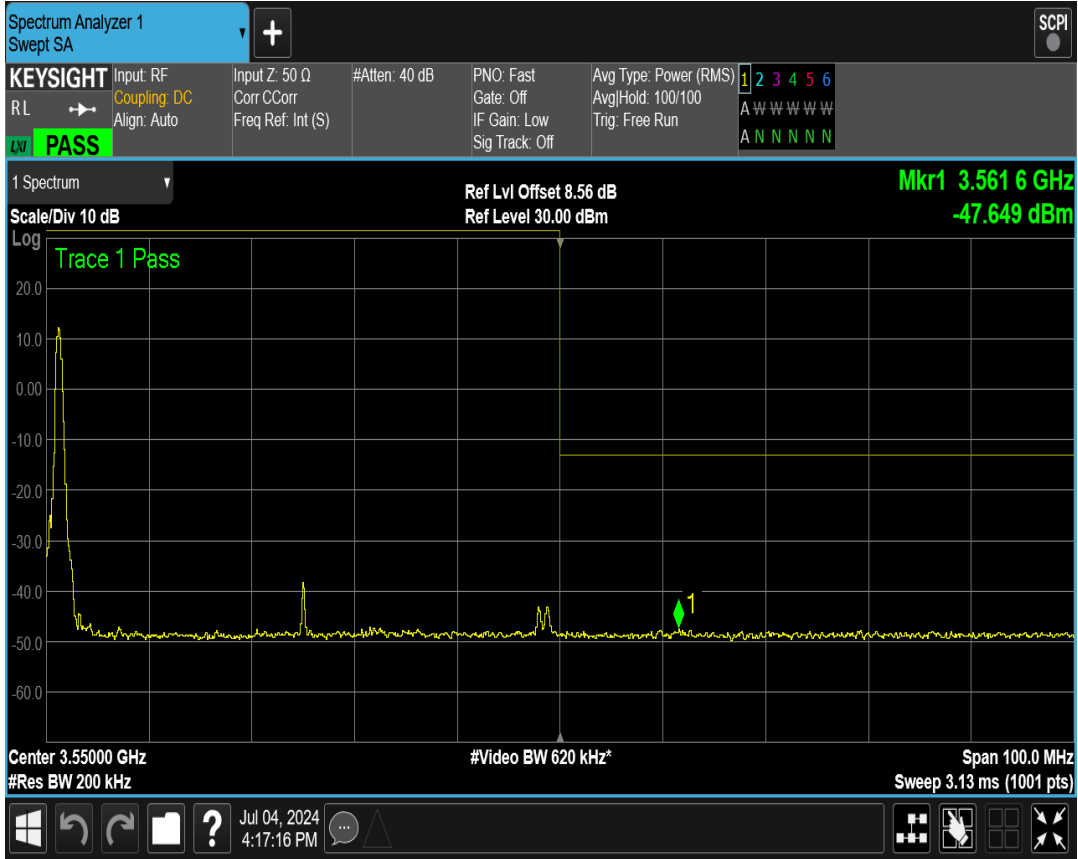 Spectrum Analyzer 1
Swept SA
+
SCPI
KEYSIGHT
R L
LXI PASS
Input: RF
Coupling: DC
Align: Auto
Input Z: 50 Ω
Corr CCorr
Freq Ref: Int (S)
#Atten: 40 dB
PNO: Fast
Gate: Off
IF Gain: Low
Sig Track: Off
Avg Type: Power (RMS)
Avg|Hold: 100/100
Trig: Free Run
1 2 3 4 5 6
A W W W W W
A N N N N N
1 Spectrum
Scale/Div 10 dB
Ref Lvl Offset 8.56 dB
Ref Level 30.00 dBm
Mkr1 3.561 6 GHz
-47.649 dBm
Log
Trace 1 Pass
20.0
10.0
0.00
-10.0
-20.0
-30.0
-40.0
1
-50.0
-60.0
Center 3.55000 GHz
#Res BW 200 kHz
#Video BW 620 kHz*
Span 100.0 MHz
Sweep 3.13 ms (1001 pts)
?
Jul 04, 2024
4:17:16 PM